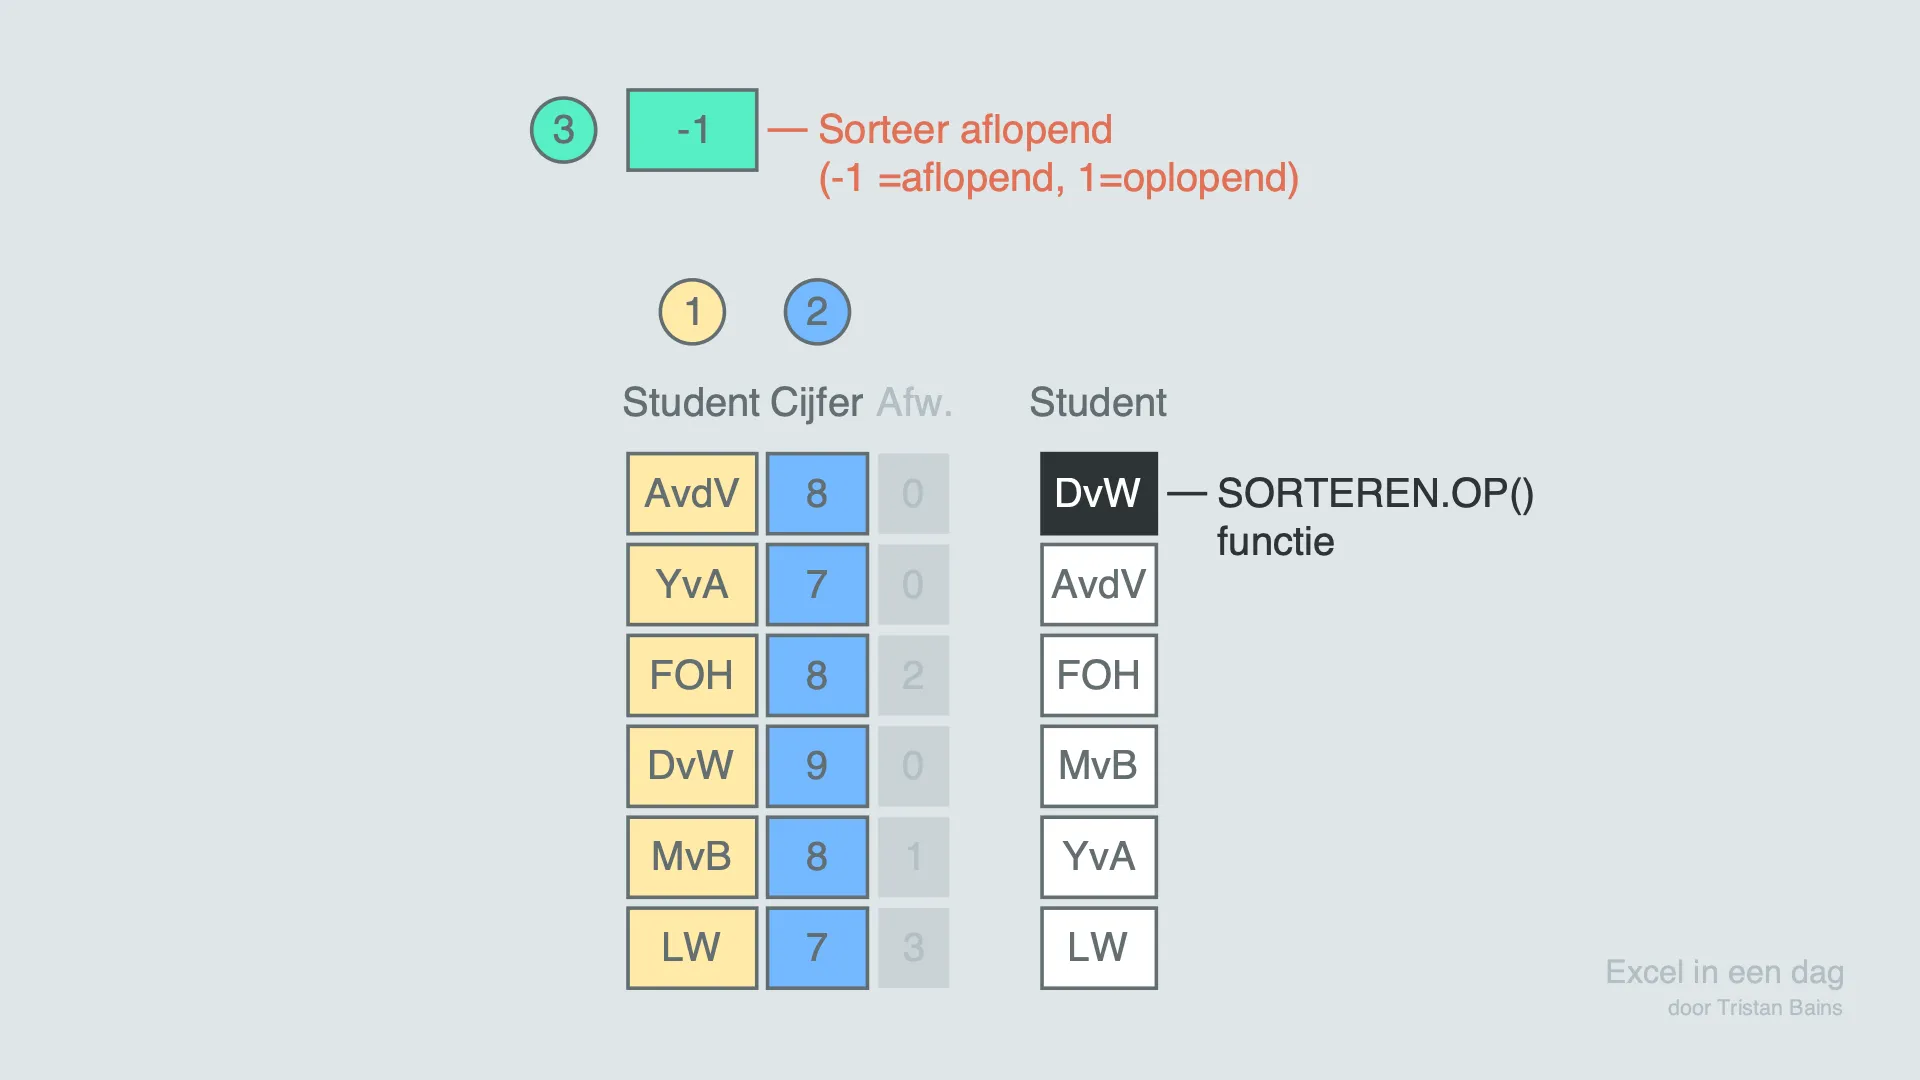 3 -1 — Sorteer aflopend
(-1 =aflopend, 1=oplopend)
1 2
Student Cijfer Afw. Student
AvdV 8 0 DvW — SORTEREN.OP()
functie
YvA 7 0 AvdV
FOH 8 2 FOH
DvW 9 0 MvB
MvB 8 1 YvA
LW 7 3 LW
Excel in een dag
door Tristan Bains